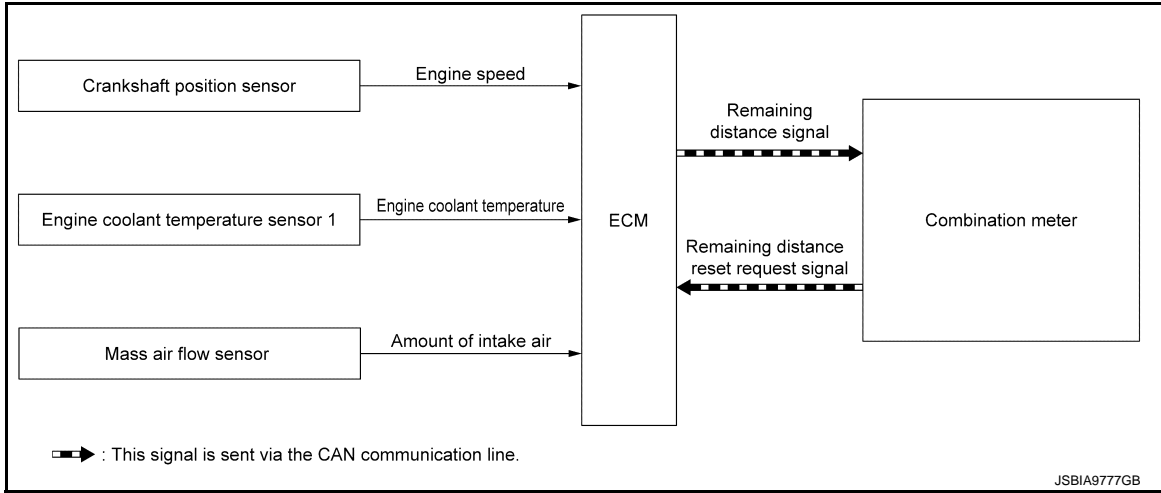 Crankshaft position sensor
Engine speed
Engine coolant temperature sensor 1
Engine coolant temperature
Mass air flow sensor
Amount of intake air
ECM
Remaining
distance signal
Remaining distance
reset request signal
Combination meter
: This signal is sent via the CAN communication line.
JSBIA9777GB